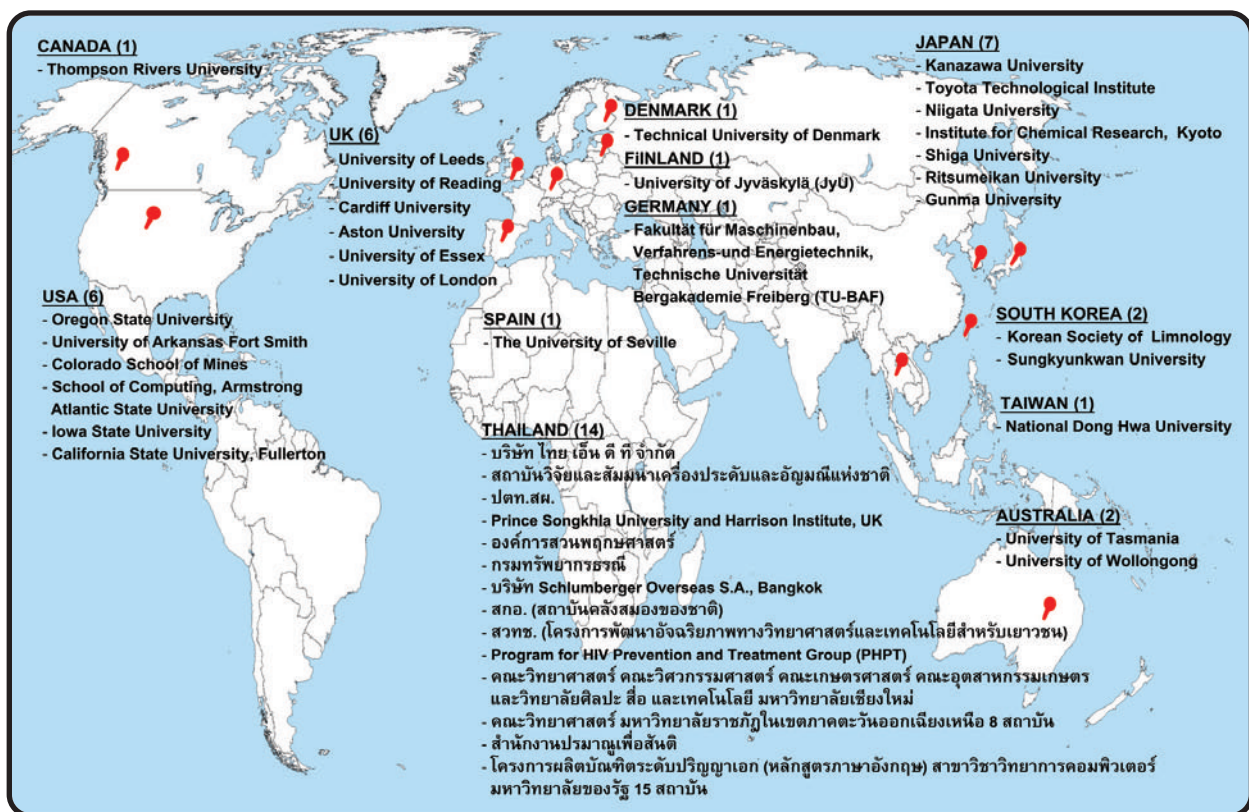 CANADA (1)
- Thompson Rivers University
UK (6)
- University of Leeds
- University of Reading
- Cardiff University
- Aston University
- University of Essex
- University of London
DENMARK (1)
- Technical University of Denmark
FiINLAND (1)
- University of Jyväskylä (JyU)
GERMANY (1)
- Fakultät für Maschinenbau,
Verfahrens-und Energietechnik,
Technische Universität
Bergakademie Freiberg (TU-BAF)
JAPAN (7)
- Kanazawa University
- Toyota Technological Institute
- Niigata University
- Institute for Chemical Research, Kyoto
- Shiga University
- Ritsumeikan University
- Gunma University
USA (6)
- Oregon State University
- University of Arkansas Fort Smith
- Colorado School of Mines
- School of Computing, Armstrong
Atlantic State University
- Iowa State University
- California State University, Fullerton
SPAIN (1)
- The University of Seville
SOUTH KOREA (2)
- Korean Society of Limnology
- Sungkyunkwan University
TAIWAN (1)
- National Dong Hwa University
THAILAND (14)
- บริษัท ไทย เอ็น ดี ที จำกัด
- สถาบันวิจัยและสัมมนาเครื่องประดับและอัญมณีแห่งชาติ
- ปตท.สผ.
- Prince Songkhla University and Harrison Institute, UK
- องค์การสวนพฤกษศาสตร์
- กรมทรัพยากรธรณี
- บริษัท Schlumberger Overseas S.A., Bangkok
- สกอ. (สถาบันคลังสมองของชาติ)
- สวทช. (โครงการพัฒนาอัจฉริยภาพทางวิทยาศาสตร์และเทคโนโลยีสำหรับเยาวชน)
- Program for HIV Prevention and Treatment Group (PHPT)
- คณะวิทยาศาสตร์ คณะวิศวกรรมศาสตร์ คณะเกษตรศาสตร์ คณะอุตสาหกรรมเกษตร
และวิทยาลัยศิลปะ สื่อ และเทคโนโลยี มหาวิทยาลัยเชียงใหม่
- คณะวิทยาศาสตร์ มหาวิทยาลัยราชภัฏในเขตภาคตะวันออกเฉียงเหนือ 8 สถาบัน
- สำนักงานปรมาณูเพื่อสันติ
- โครงการผลิตบัณฑิตระดับปริญญาเอก (หลักสูตรภาษาอังกฤษ) สาขาวิชาวิทยาการคอมพิวเตอร์
มหาวิทยาลัยของรัฐ 15 สถาบัน
AUSTRALIA (2)
- University of Tasmania
- University of Wollongong